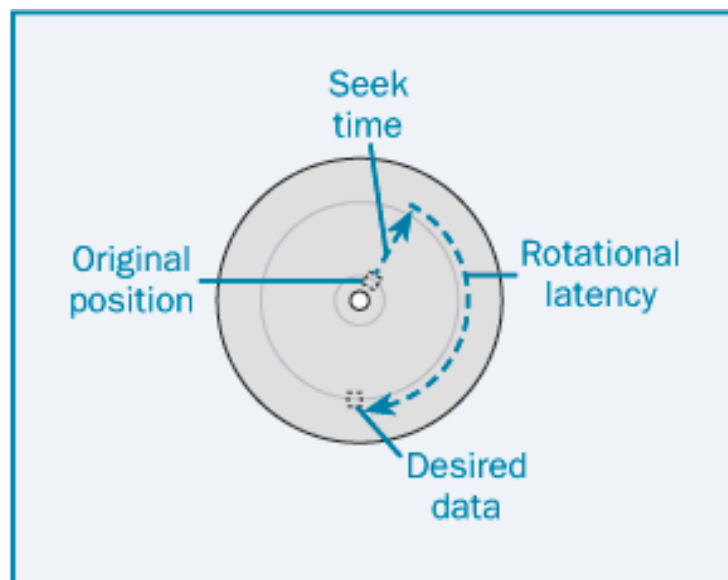 Seek
time
Original
position
Rotational
latency
Desired
data